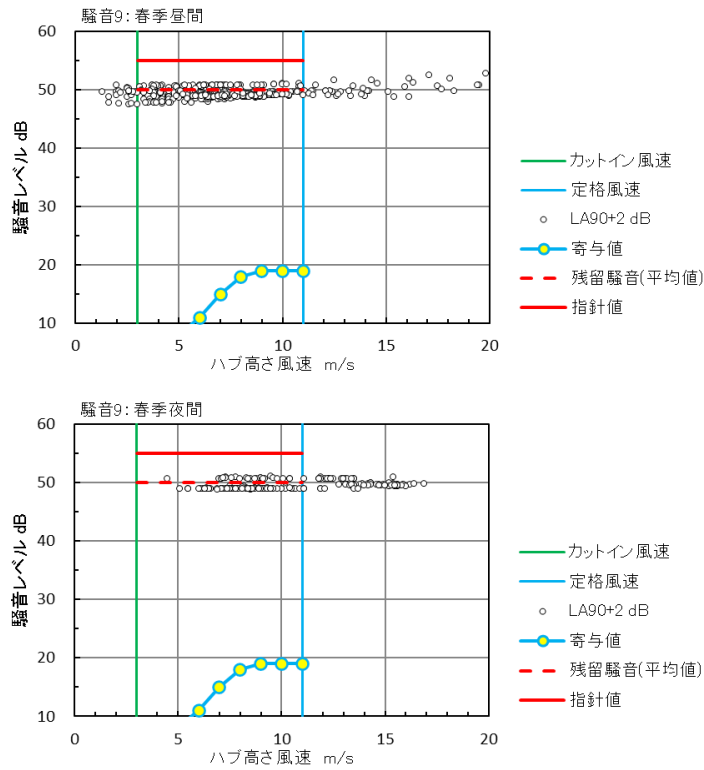 騒音9：春季昼間
60
50
40
30
20
10
騒音レベル dB
0
5
10
15
20
ハブ高さ風速 m/s
カットイン風速
定格風速
LA90+2 dB
寄与値
残留騒音(平均値)
指針値
騒音9：春季夜間
60
50
40
30
20
10
騒音レベル dB
0
5
10
15
20
ハブ高さ風速 m/s
カットイン風速
定格風速
LA90+2 dB
寄与値
残留騒音(平均値)
指針値